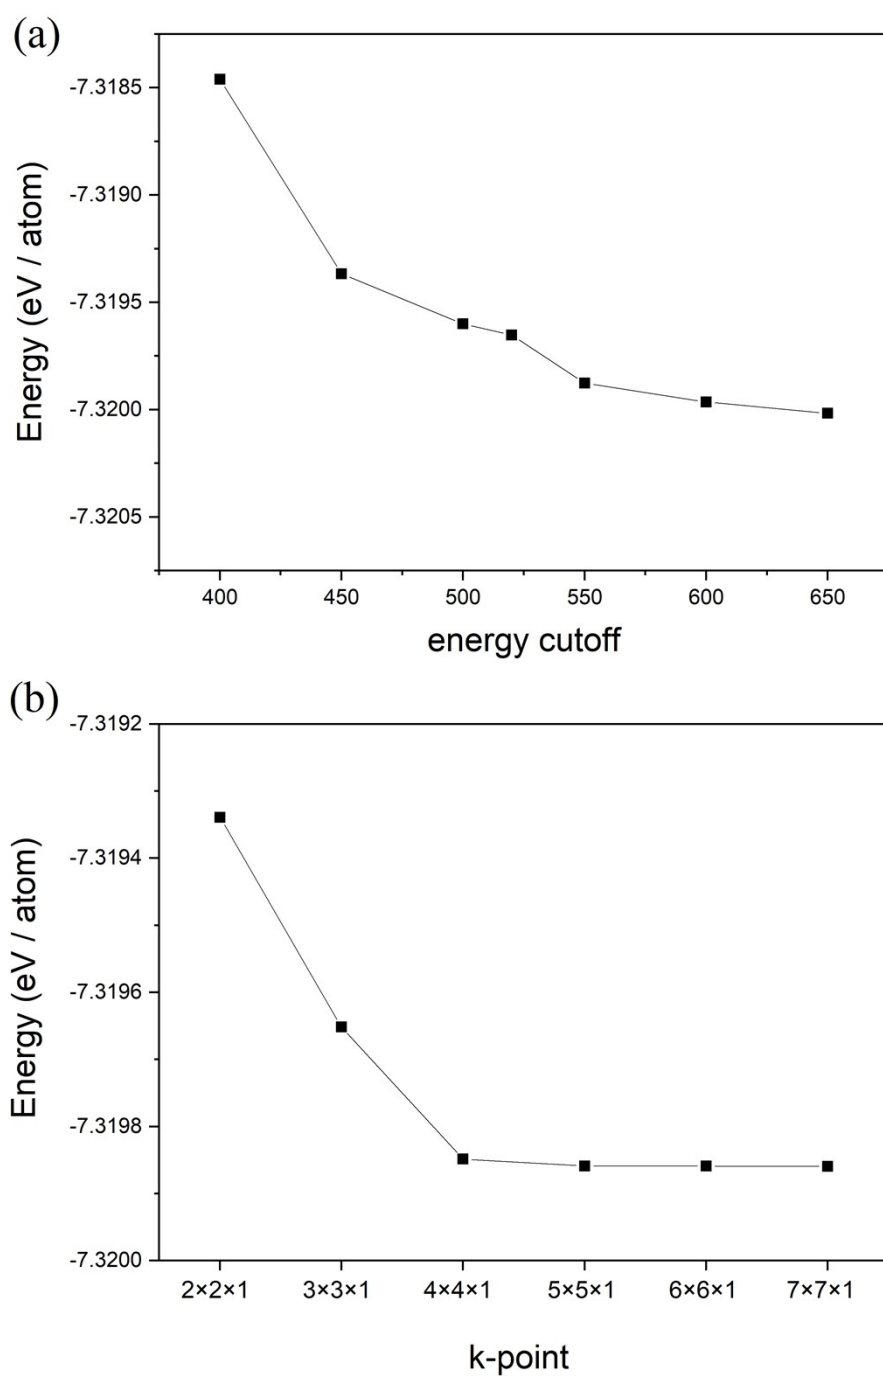 (a)
Energy (eV / atom)
-7.3185
-7.3190
-7.3195
-7.3200
-7.3205
400 450 500 550 600 650
energy cutoff
(b)
Energy (eV / atom)
-7.3192
-7.3194
-7.3196
-7.3198
-7.3200
2×2×1 3×3×1 4×4×1 5×5×1 6×6×1 7×7×1
k-point